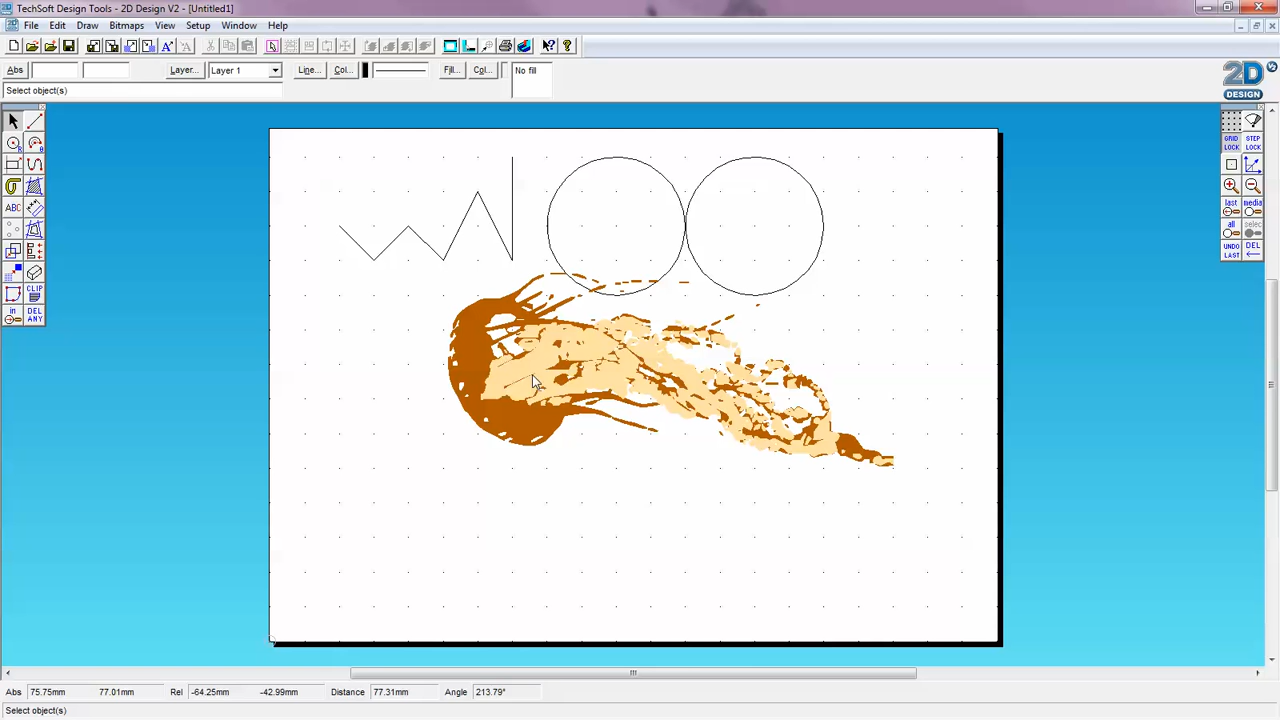 TechSoft Design Tools - 2D Design V2 - [Untitled1]
File Edit Draw Bitmaps View Setup Window Help
Abs Layer... Layer 1 Line... Col... Fill... Col... No fill
Select object(s)
2D
DESIGN
GRID LOCK STEP LOCK
ABC
last media
all selec
CLIP
UNDO LAST DEL
in DEL ANY
Abs 75.75mm 77.01mm Rel -64.25mm -42.99mm Distance 77.31mm Angle 213.79°
Select object(s)